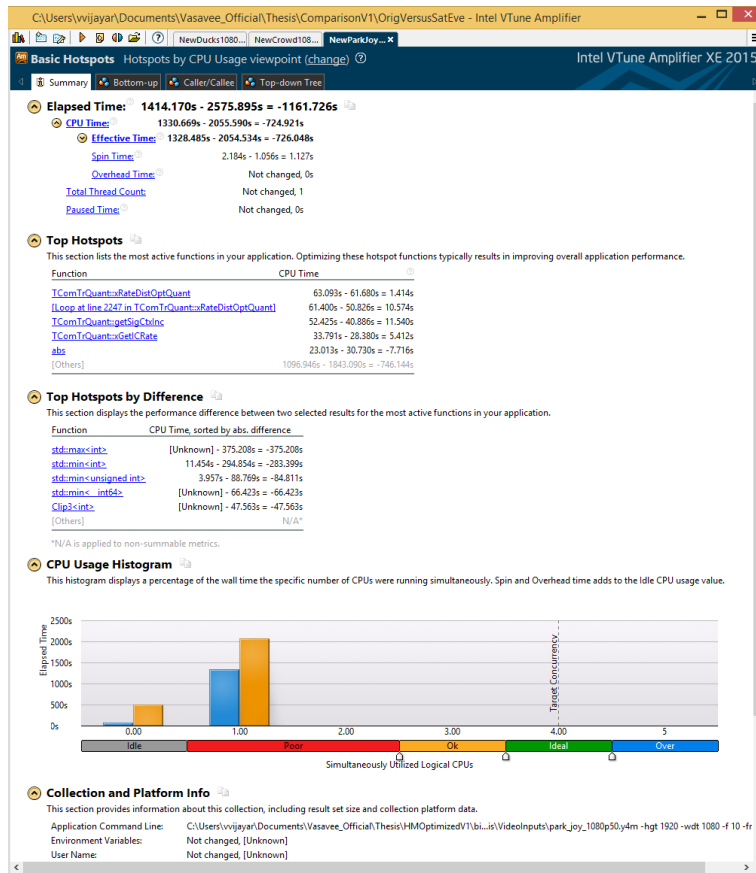 C:\Users\vvijayar\Documents\Vasavee_Official\Thesis\ComparisonV1\OrigVersusSatEve - Intel VTune Amplifier
NewDucks1080... NewCrowd108... NewParkJoy... X
Basic Hotspots Hotspots by CPU Usage viewpoint (change) Intel VTune Amplifier XE 2015
Summary Bottom-up Caller/Callee Top-down Tree
Elapsed Time: 1414.170s - 2575.895s = -1161.726s
CPU Time: 1330.669s - 2055.590s = -724.921s
Effective Time: 1328.485s - 2054.534s = -726.048s
Spin Time: 2.184s - 1.056s = 1.127s
Overhead Time: Not changed, 0s
Total Thread Count: Not changed, 1
Paused Time: Not changed, 0s
Top Hotspots
This section lists the most active functions in your application. Optimizing these hotspot functions typically results in improving overall application performance.
Function CPU Time
TComTrQuant::xRateDistOptQuant 63.093s - 61.680s = 1.414s
[Loop at line 2247 in TComTrQuant::xRateDistOptQuant] 61.400s - 50.826s = 10.574s
TComTrQuant::getSigCtxInc 52.425s - 40.886s = 11.540s
TComTrQuant::xGetICRate 33.791s - 28.380s = 5.412s
abs 23.013s - 30.730s = -7.716s
[Others] 1096.946s - 1843.090s = -746.144s
Top Hotspots by Difference
This section displays the performance difference between two selected results for the most active functions in your application.
Function CPU Time, sorted by abs. difference
std::max<int> [Unknown] - 375.208s = -375.208s
std::min<int> 11.454s - 294.854s = -283.399s
std::min<unsigned int> 3.957s - 88.769s = -84.811s
std::min<__int64> [Unknown] - 66.423s = -66.423s
Clip3<int> [Unknown] - 47.563s = -47.563s
[Others] N/A*
*N/A is applied to non-summable metrics.
CPU Usage Histogram
This histogram displays a percentage of the wall time the specific number of CPUs were running simultaneously. Spin and Overhead time adds to the Idle CPU usage value.
Elapsed Time
2500s
2000s
1500s
1000s
500s
0s
Target Concurrency
0.00 1.00 2.00 3.00 4.00 5
Idle Poor Ok Ideal Over
Simultaneously Utilized Logical CPUs
Collection and Platform Info
This section provides information about this collection, including result set size and collection platform data.
Application Command Line: C:\Users\vvijayar\Documents\Vasavee_Official\Thesis\HMOptimizedV1\bi...is\VideoInputs\park_joy_1080p50.y4m -hgt 1920 -wdt 1080 -f 10 -fr
Environment Variables: Not changed, [Unknown]
User Name: Not changed, [Unknown]